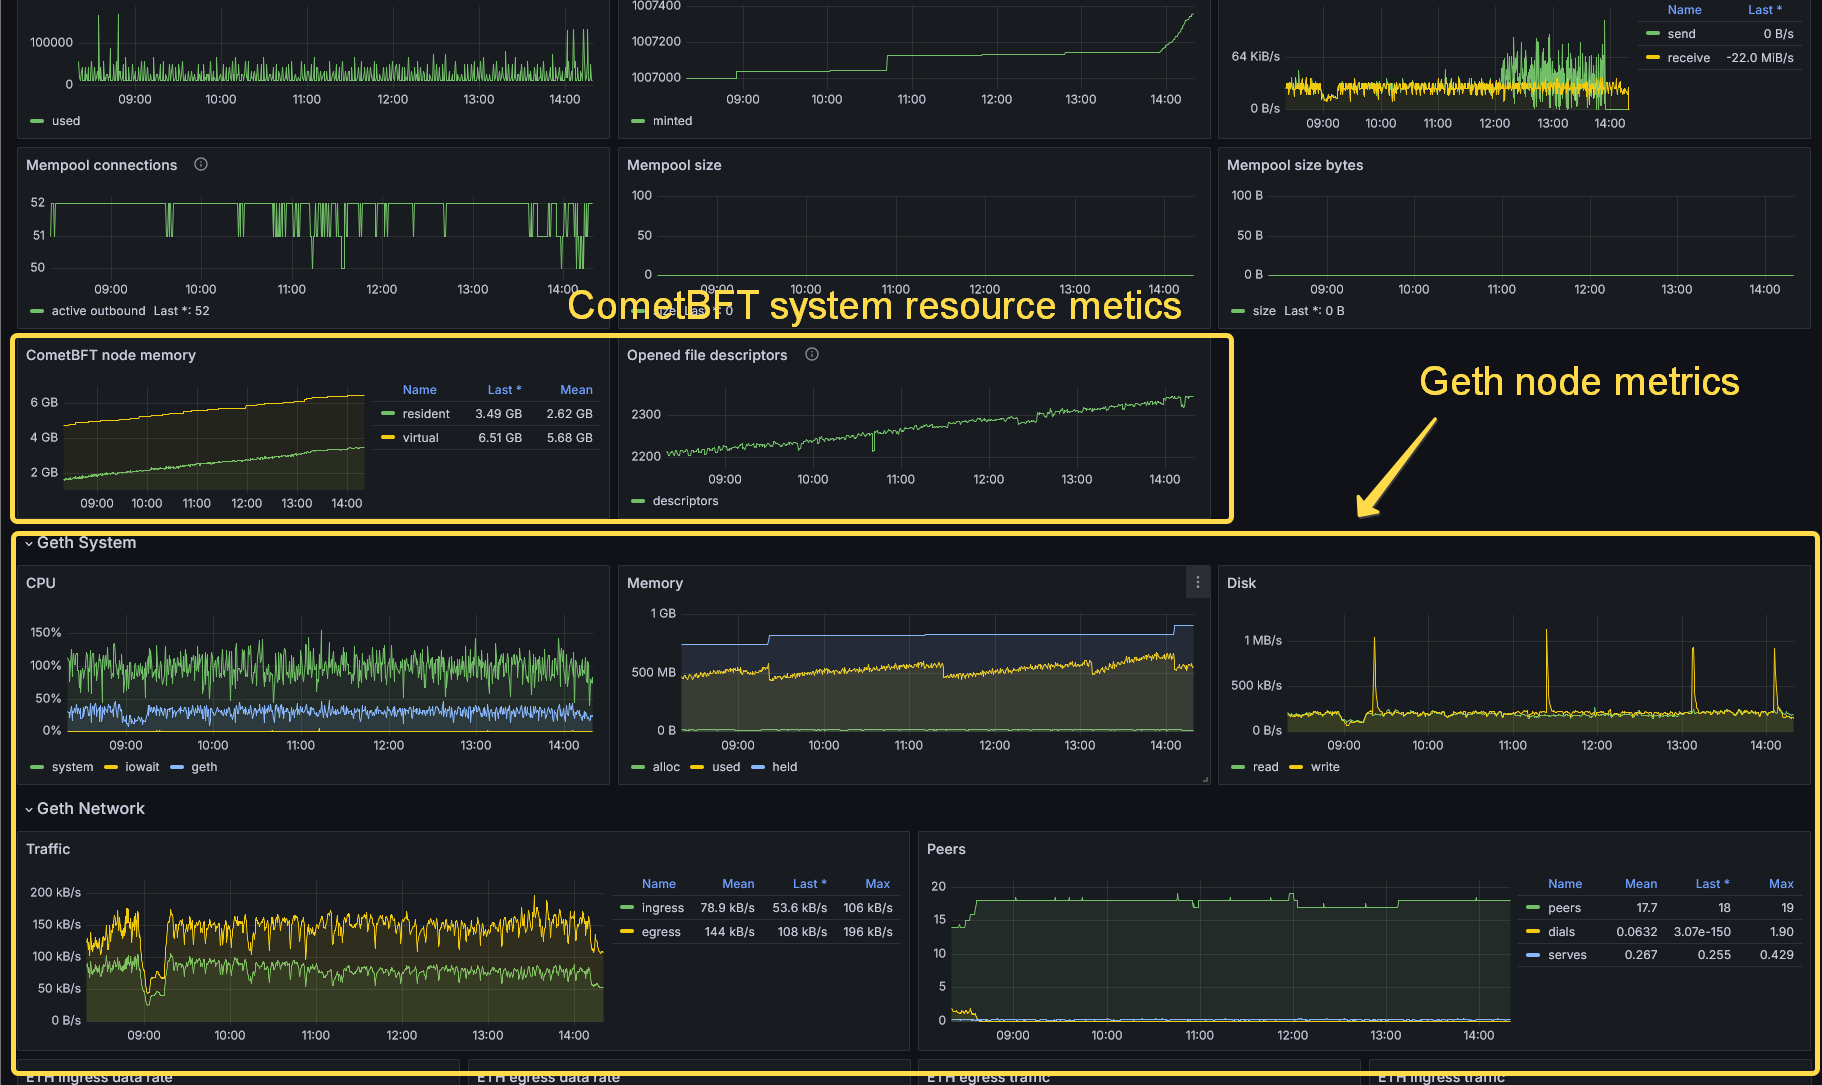 100000
0
09:00 10:00 11:00 12:00 13:00 14:00
used
1007400
1007200
1007000
09:00 10:00 11:00 12:00 13:00 14:00
minted
64 KiB/s
0 B/s
09:00 10:00 11:00 12:00 13:00 14:00
Name Last *
send 0 B/s
receive -22.0 MiB/s
Mempool connections
52
51
50
09:00 10:00 11:00 12:00 13:00 14:00
active outbound Last *: 52
Mempool size
100
50
0
09:00 10:00 11:00 12:00 13:00 14:00
size Last *: 0
Mempool size bytes
100 B
50 B
0 B
09:00 10:00 11:00 12:00 13:00 14:00
size Last *: 0 B
CometBFT system resource metics
CometBFT node memory
6 GB
4 GB
2 GB
09:00 10:00 11:00 12:00 13:00 14:00
Name Last * Mean
resident 3.49 GB 2.62 GB
virtual 6.51 GB 5.68 GB
Opened file descriptors
2300
2200
09:00 10:00 11:00 12:00 13:00 14:00
descriptors
Geth node metrics
Geth System
CPU
150%
100%
50%
0%
09:00 10:00 11:00 12:00 13:00 14:00
system iowait geth
Memory
1 GB
500 MB
0 B
09:00 10:00 11:00 12:00 13:00 14:00
alloc used held
Disk
1 MB/s
500 kB/s
0 B/s
09:00 10:00 11:00 12:00 13:00 14:00
read write
Geth Network
Traffic
200 kB/s
150 kB/s
100 kB/s
50 kB/s
0 B/s
09:00 10:00 11:00 12:00 13:00 14:00
Name Mean Last * Max
ingress 78.9 kB/s 53.6 kB/s 106 kB/s
egress 144 kB/s 108 kB/s 196 kB/s
Peers
20
15
10
5
0
09:00 10:00 11:00 12:00 13:00 14:00
Name Mean Last * Max
peers 17.7 18 19
dials 0.0632 3.07e-150 1.90
serves 0.267 0.255 0.429
ETH ingress data rate
ETH egress data rate
ETH egress traffic
ETH ingress traffic